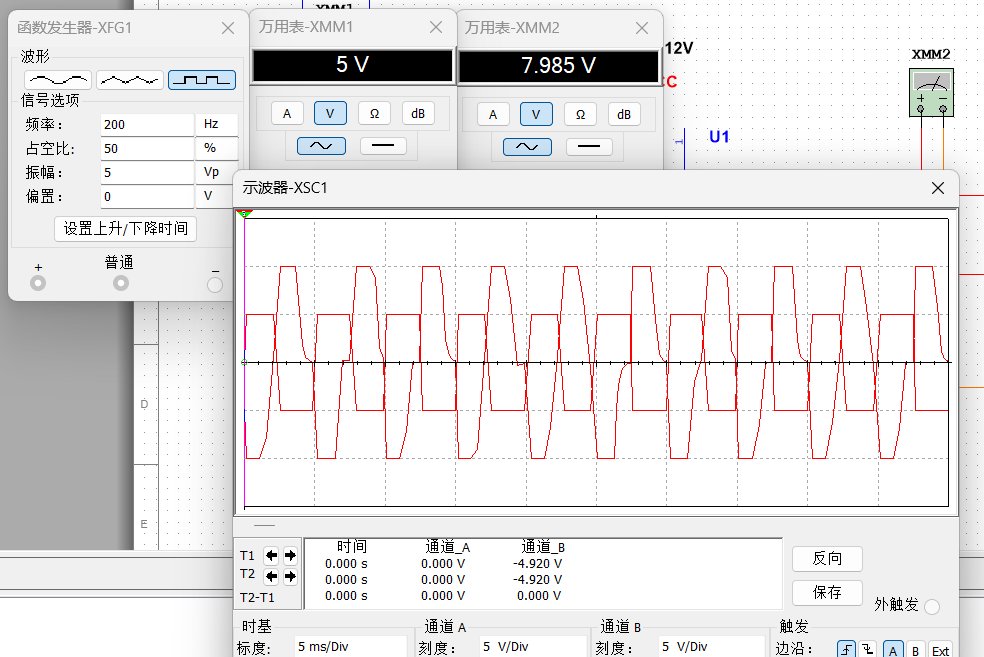 函数发生器-XFG1
波形
信号选项
频率: 200 Hz
占空比: 50 %
振幅: 5 Vp
偏置: 0 V
设置上升/下降时间
+ 普通 −
万用表-XMM1
5 V
A V Ω dB
万用表-XMM2
7.985 V
A V Ω dB
12V
C
XMM2
+ −
1 U1
D
E
示波器-XSC1
时间 通道_A 通道_B
T1 0.000 s 0.000 V -4.920 V
T2 0.000 s 0.000 V -4.920 V
T2-T1 0.000 s 0.000 V 0.000 V
反向
保存
外触发
时基 通道 A 通道 B 触发
标度: 5 ms/Div 刻度: 5 V/Div 刻度: 5 V/Div 边沿: A B Ext